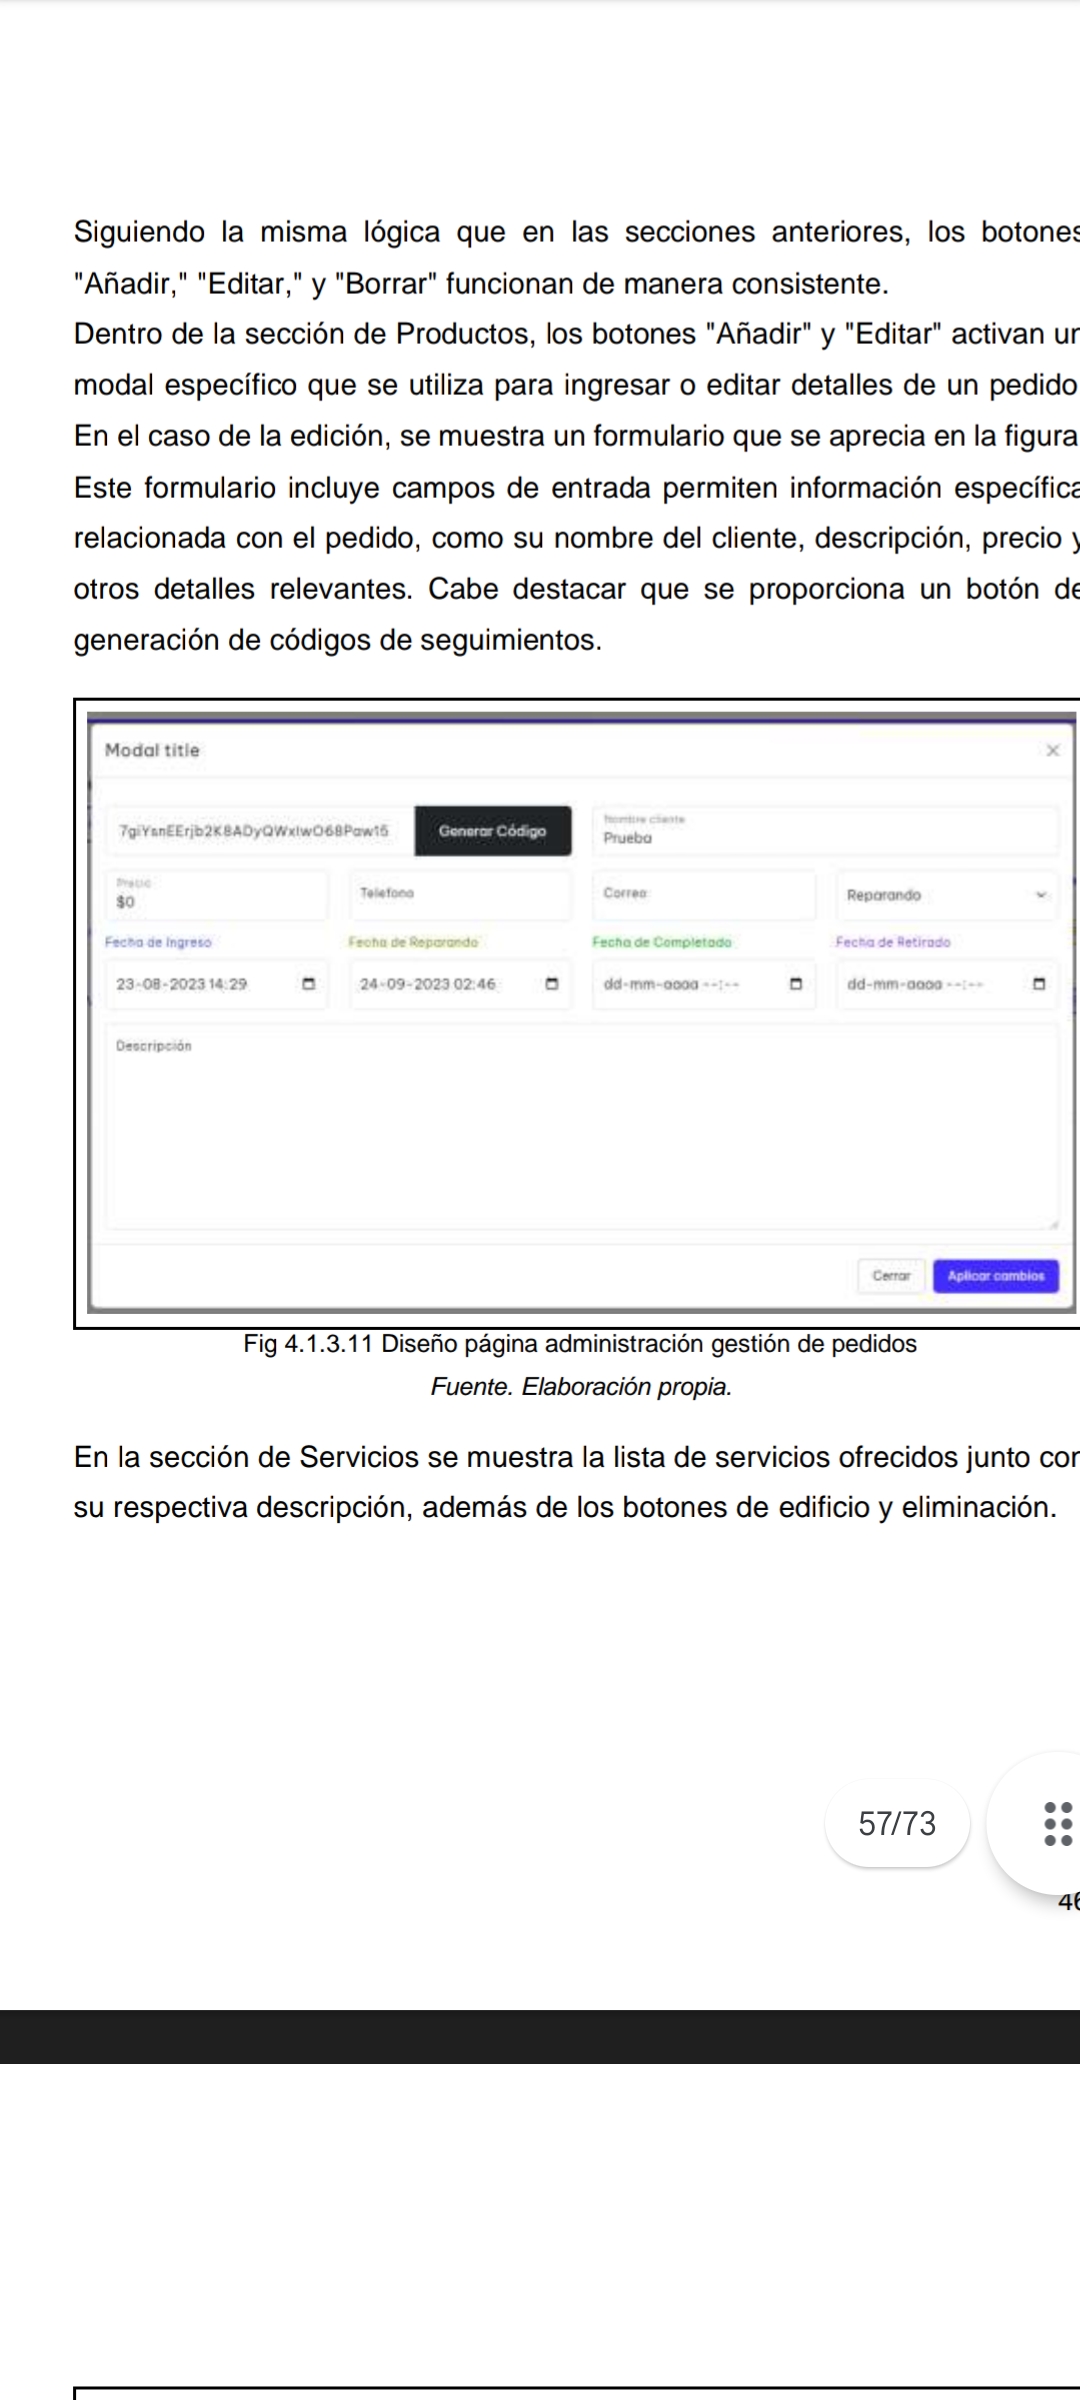 Siguiendo la misma lógica que en las secciones anteriores, los botones
"Añadir," "Editar," y "Borrar" funcionan de manera consistente.
Dentro de la sección de Productos, los botones "Añadir" y "Editar" activan un
modal específico que se utiliza para ingresar o editar detalles de un pedido
En el caso de la edición, se muestra un formulario que se aprecia en la figura
Este formulario incluye campos de entrada permiten información específica
relacionada con el pedido, como su nombre del cliente, descripción, precio y
otros detalles relevantes. Cabe destacar que se proporciona un botón de
generación de códigos de seguimientos.
Modal title
Generar Código
Nombre cliente
Prueba
Precio
$0
Telefono
Correo
Reparando
Fecha de Ingreso
Fecha de Reparando
Fecha de Completado
Fecha de Retirado
23-08-2023 14:29
24-09-2023 02:46
dd-mm-aaaa --:--
dd-mm-aaaa --:--
Descripción
Cerrar
Aplicar cambios
Fig 4.1.3.11 Diseño página administración gestión de pedidos
Fuente. Elaboración propia.
En la sección de Servicios se muestra la lista de servicios ofrecidos junto con
su respectiva descripción, además de los botones de edificio y eliminación.
57/73
46